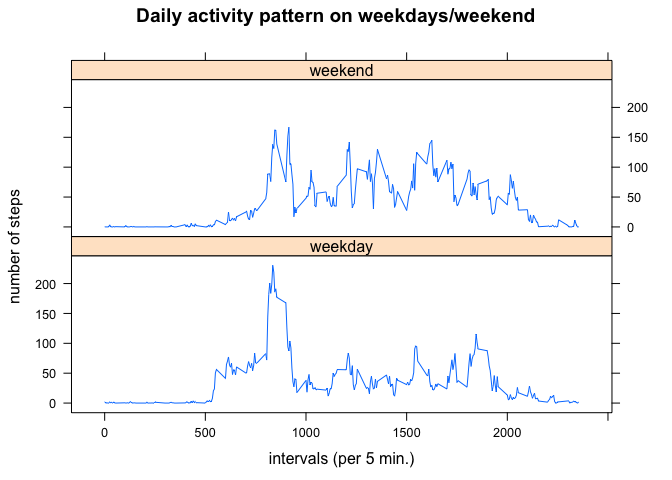 Daily activity pattern on weekdays/weekend
weekend
200
150
100
50
0
number of steps
weekday
200
150
100
50
0
0 500 1000 1500 2000
intervals (per 5 min.)